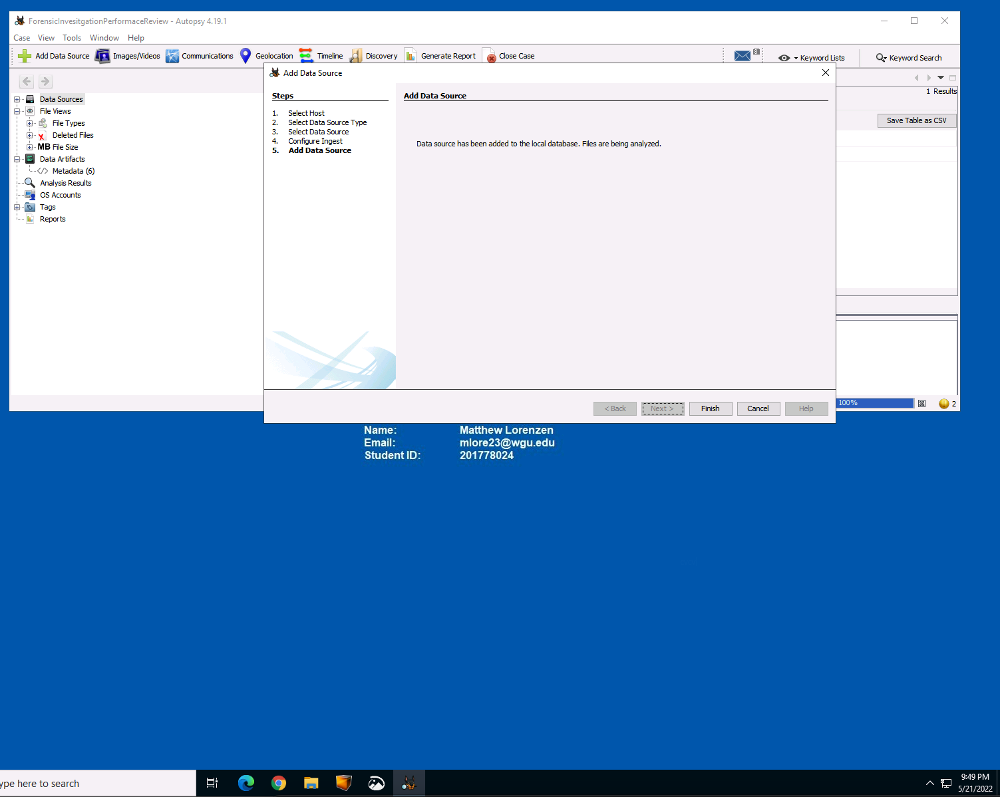 ForensicInvesitgationPerformaceReview - Autopsy 4.19.1
Case View Tools Window Help
Add Data Source Images/Videos Communications Geolocation Timeline Discovery Generate Report Close Case 8 Keyword Lists Keyword Search
Add Data Source
1 Results
Save Table as CSV
Data Sources
File Views
File Types
Deleted Files
MB File Size
Data Artifacts
Metadata (6)
Analysis Results
OS Accounts
Tags
Reports
Steps
1. Select Host
2. Select Data Source Type
3. Select Data Source
4. Configure Ingest
5. Add Data Source
Add Data Source
Data source has been added to the local database. Files are being analyzed.
< Back Next > Finish Cancel Help
100% 2
Name: Matthew Lorenzen
Email: mlore23@wgu.edu
Student ID: 201778024
ype here to search
9:49 PM
5/21/2022